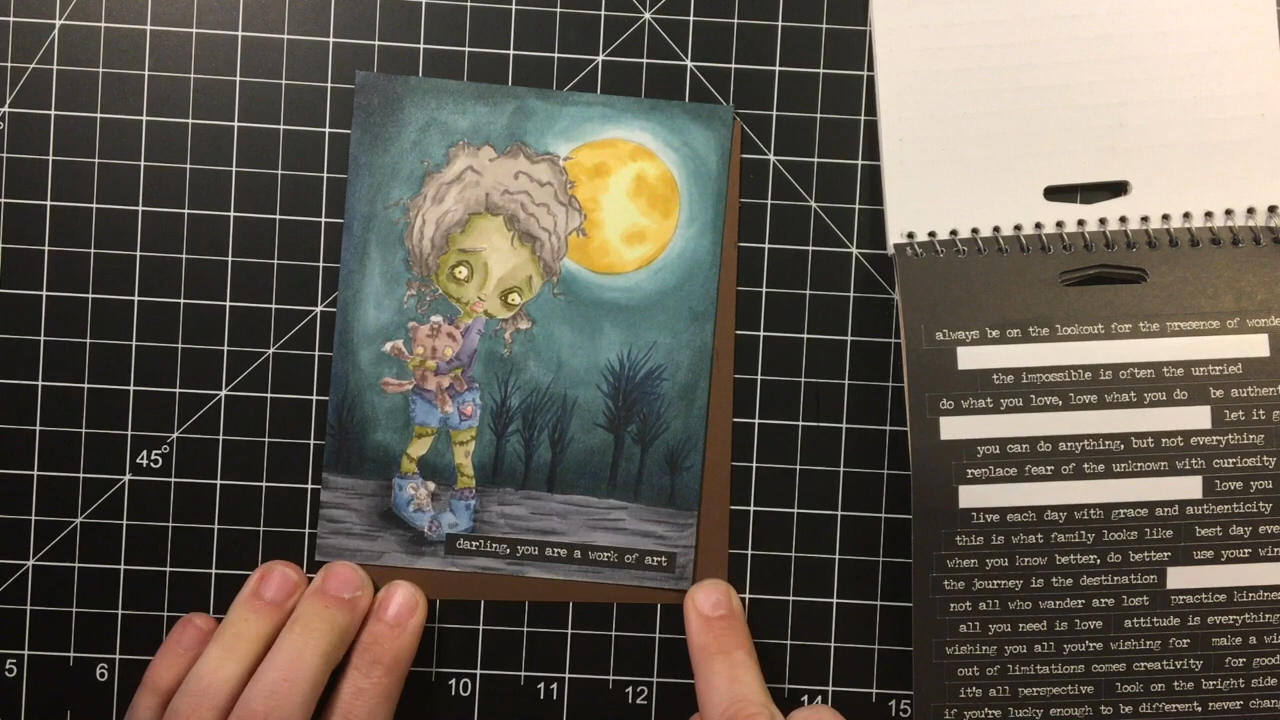 darling, you are a work of art
always be on the lookout for the presence of
the impossible is often the untried
do what you love, love what you do be
let it
you can do anything, but not everything
replace fear of the unknown with curiosity
love you
live each day with grace and authenticity
this is what family looks like best day
when you know better, do better use your
the journey is the destination
not all who wander are lost practice
all you need is love attitude is everything
wishing you all you're wishing for make a
out of limitations comes creativity for
it's all perspective look on the bright side
if you're lucky enough to be different, never
45°
5 6 10 11 12 14 15